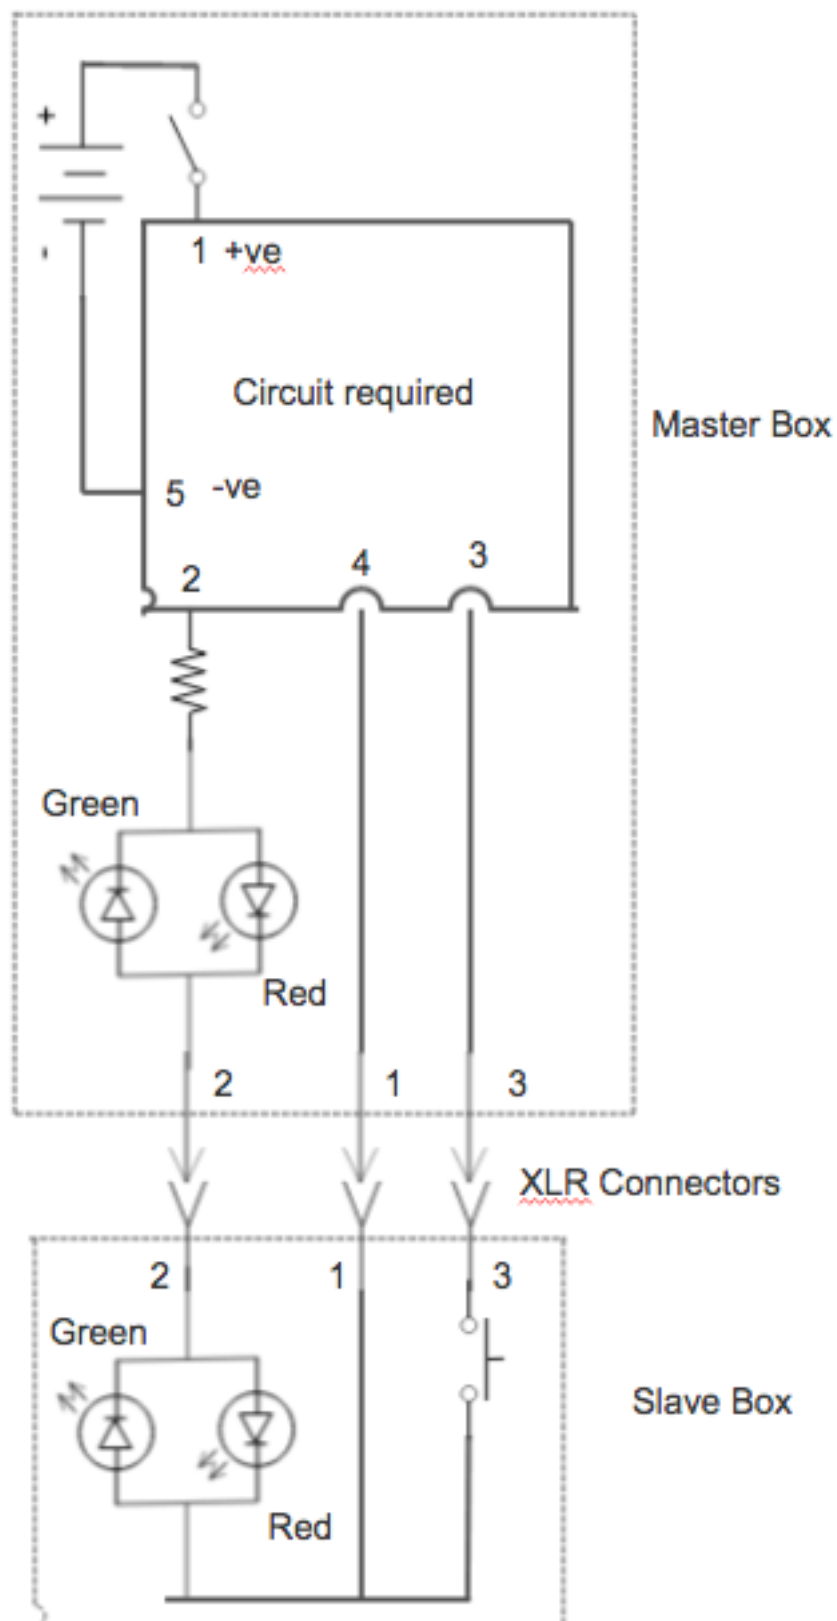 +
-
1 +ve
Circuit required
Master Box
5 -ve
2
4
3
Green
Red
2
1
3
XLR Connectors
2
1
3
Green
Slave Box
Red